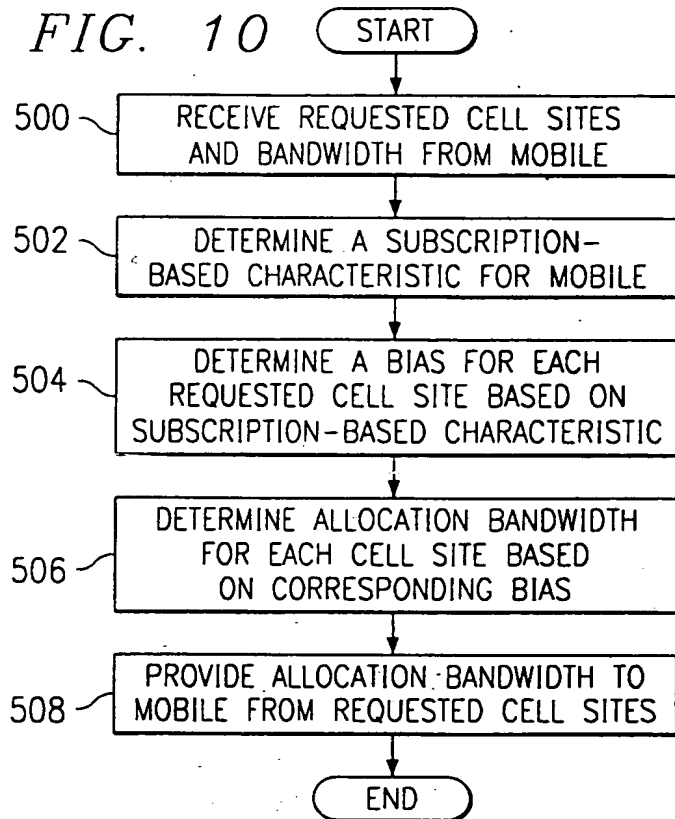 FIG. 10
START
500
RECEIVE REQUESTED CELL SITES
AND BANDWIDTH FROM MOBILE
502
DETERMINE A SUBSCRIPTION-
BASED CHARACTERISTIC FOR MOBILE
504
DETERMINE A BIAS FOR EACH
REQUESTED CELL SITE BASED ON
SUBSCRIPTION-BASED CHARACTERISTIC
506
DETERMINE ALLOCATION BANDWIDTH
FOR EACH CELL SITE BASED
ON CORRESPONDING BIAS
508
PROVIDE ALLOCATION BANDWIDTH TO
MOBILE FROM REQUESTED CELL SITES
END